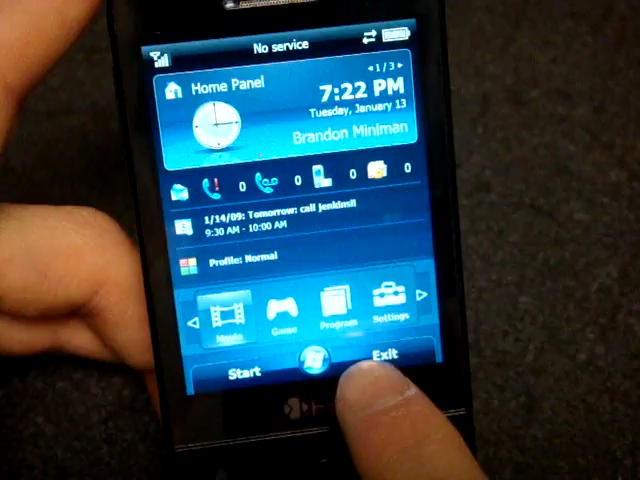 No service
Home Panel
1 / 3
7:22 PM
Tuesday, January 13
Brandon Miniman
0
0
0
0
1/14/09: Tomorrow: call jenkins!!
9:30 AM - 10:00 AM
Profile: Normal
Movie
Game
Program
Settings
Start
Exit